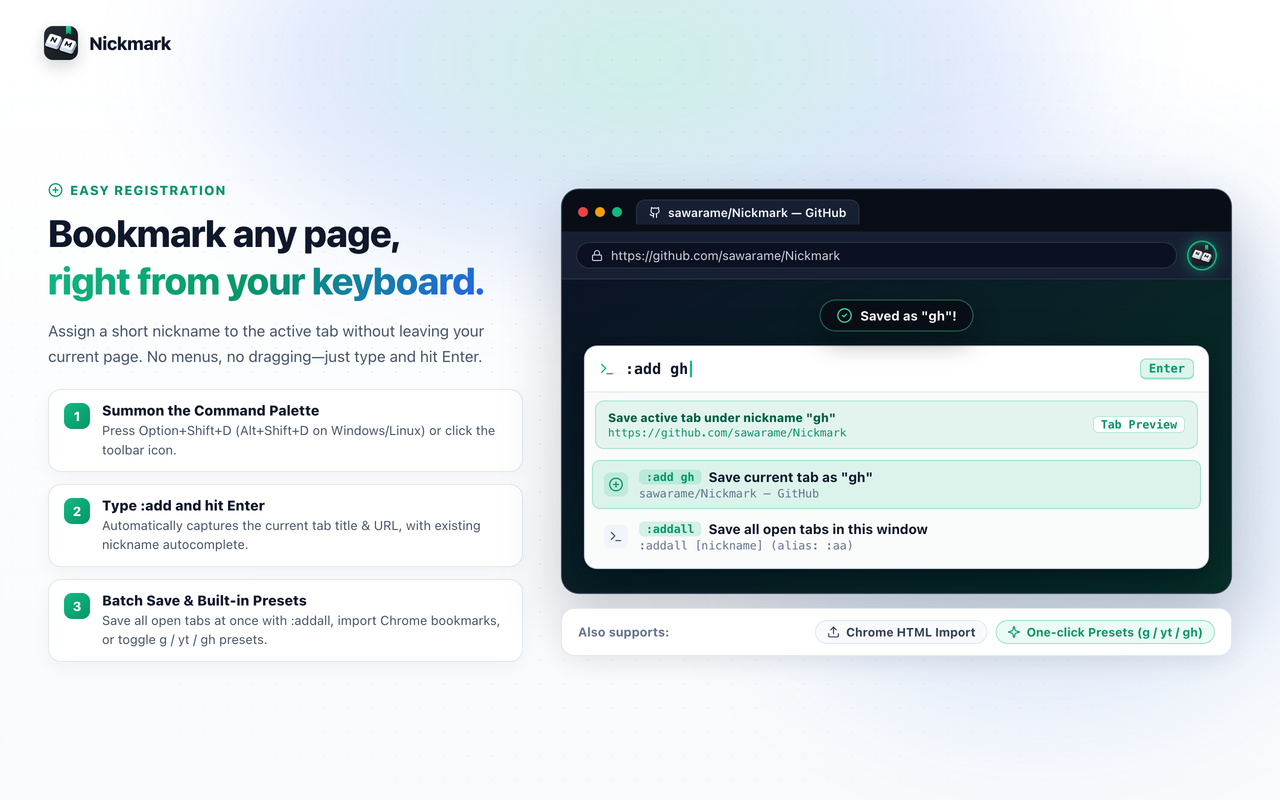 N M
Nickmark
EASY REGISTRATION
Bookmark any page,
right from your keyboard.
Assign a short nickname to the active tab without leaving your
current page. No menus, no dragging—just type and hit Enter.
1
Summon the Command Palette
Press Option+Shift+D (Alt+Shift+D on Windows/Linux) or click the
toolbar icon.
2
Type :add and hit Enter
Automatically captures the current tab title & URL, with existing
nickname autocomplete.
3
Batch Save & Built-in Presets
Save all open tabs at once with :addall, import Chrome bookmarks,
or toggle g / yt / gh presets.
sawarame/Nickmark — GitHub
https://github.com/sawarame/Nickmark
Saved as "gh"!
:add gh
Enter
Save active tab under nickname "gh"
https://github.com/sawarame/Nickmark
Tab Preview
:add gh Save current tab as "gh"
sawarame/Nickmark — GitHub
:addall Save all open tabs in this window
:addall [nickname] (alias: :aa)
Also supports:
Chrome HTML Import
One-click Presets (g / yt / gh)